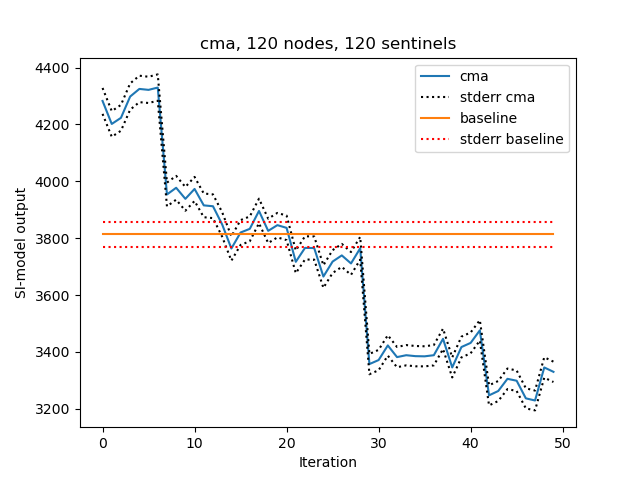 cma, 120 nodes, 120 sentinels
cma
stderr cma
baseline
stderr baseline
4400
4200
4000
3800
3600
3400
3200
SI-model output
0 10 20 30 40 50
Iteration